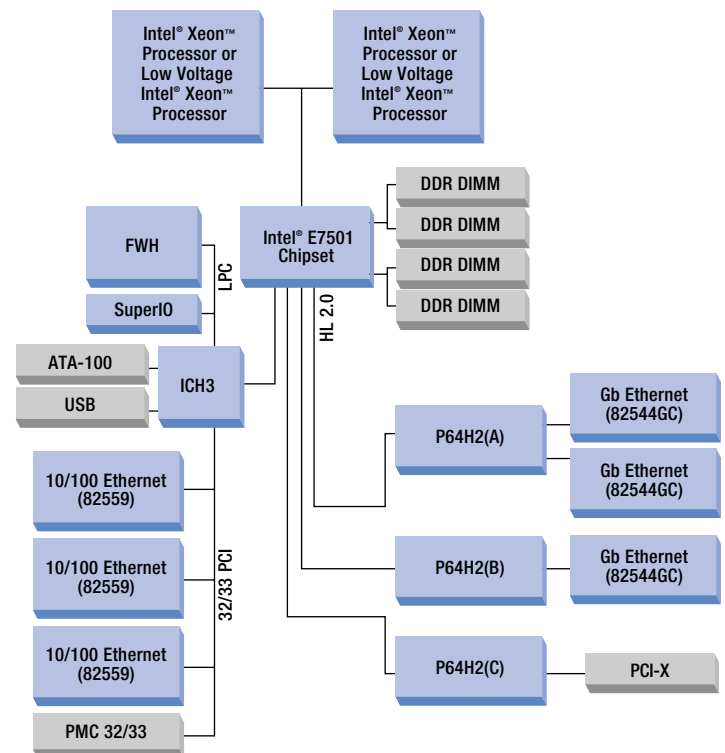 Intel® Xeon™
Processor or
Low Voltage
Intel® Xeon™
Processor
Intel® Xeon™
Processor or
Low Voltage
Intel® Xeon™
Processor
DDR DIMM
DDR DIMM
DDR DIMM
DDR DIMM
Intel® E7501
Chipset
FWH
LPC
SuperIO
HL 2.0
ATA-100
USB
ICH3
P64H2(A)
Gb Ethernet
(82544GC)
Gb Ethernet
(82544GC)
10/100 Ethernet
(82559)
10/100 Ethernet
(82559)
10/100 Ethernet
(82559)
32/33 PCI
P64H2(B)
Gb Ethernet
(82544GC)
P64H2(C)
PCI-X
PMC 32/33